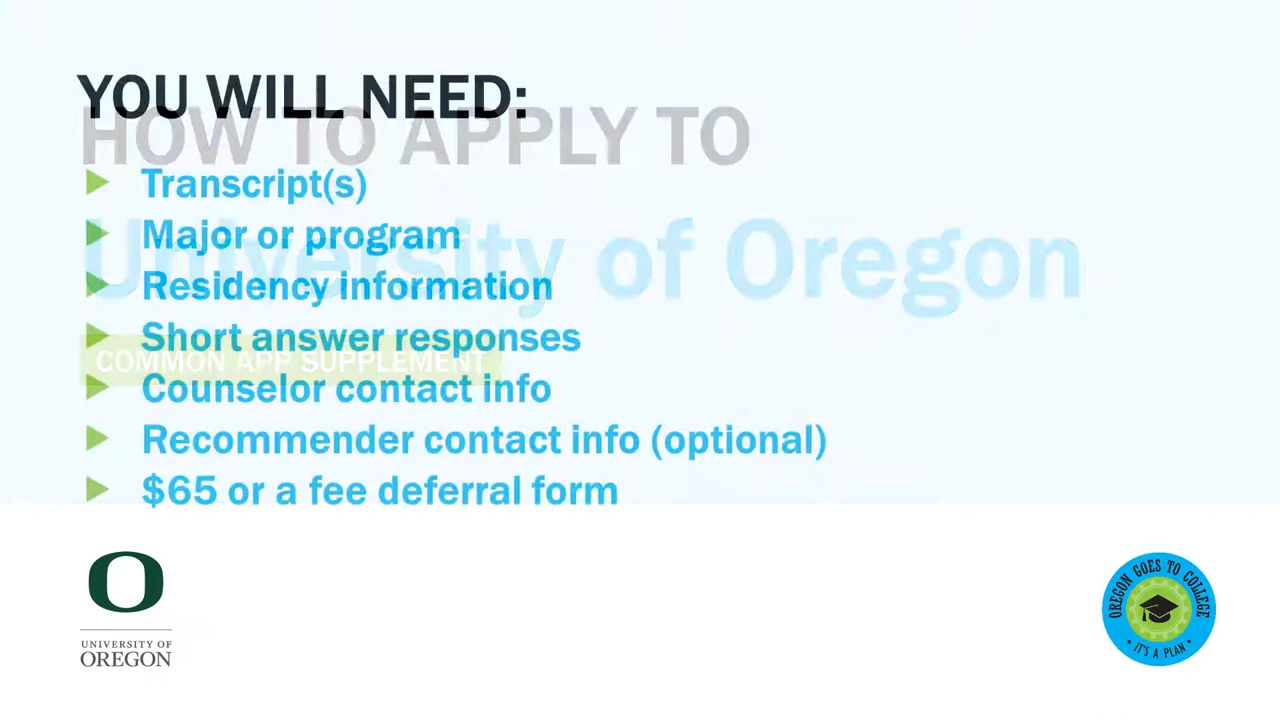 YOU WILL NEED:
HOW TO APPLY TO
Transcript(s)
Major or program
University of Oregon
Residency information
Short answer responses
COMMON APP SUPPLEMENT
Counselor contact info
Recommender contact info (optional)
$65 or a fee deferral form
O
UNIVERSITY OF
OREGON
OREGON GOES TO COLLEGE
• IT'S A PLAN •